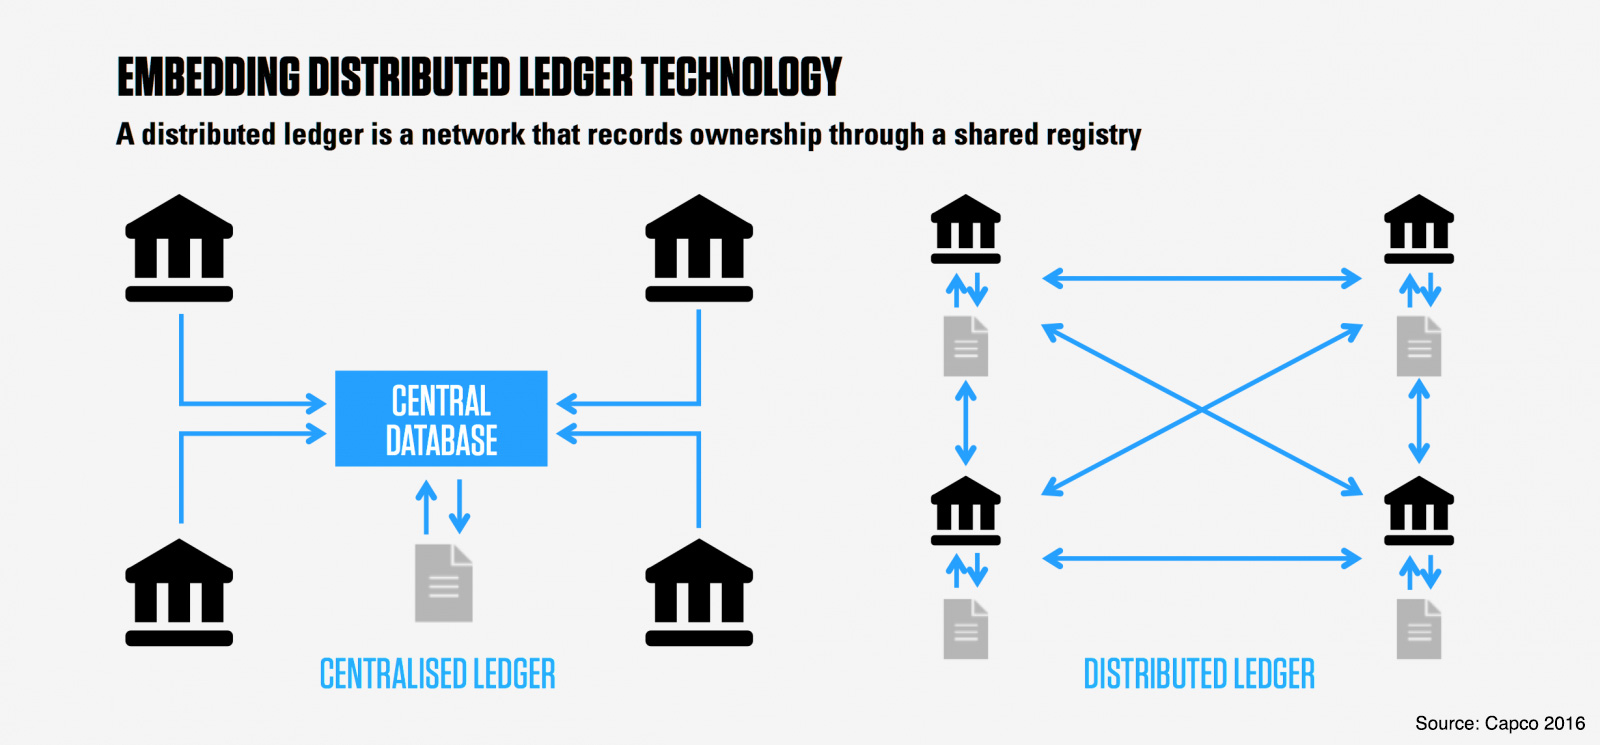 EMBEDDING DISTRIBUTED LEDGER TECHNOLOGY
A distributed ledger is a network that records ownership through a shared registry
CENTRAL
DATABASE
CENTRALISED LEDGER
DISTRIBUTED LEDGER
Source: Capco 2016